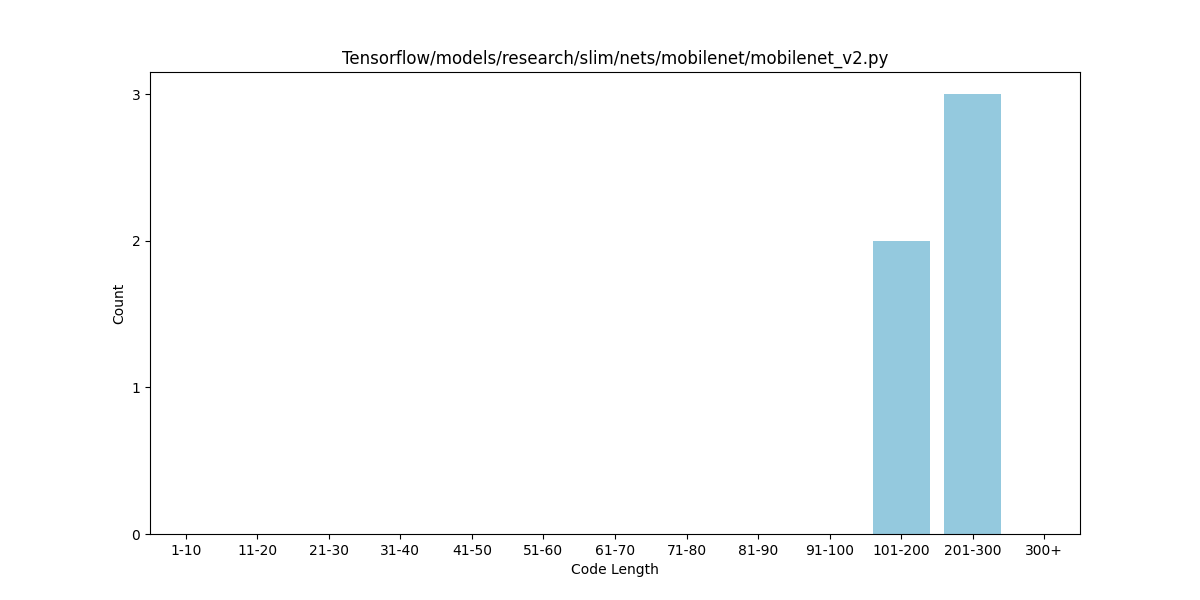 Tensorflow/models/research/slim/nets/mobilenet/mobilenet_v2.py
3
2
1
0
Count
1-10 11-20 21-30 31-40 41-50 51-60 61-70 71-80 81-90 91-100 101-200 201-300 300+
Code Length